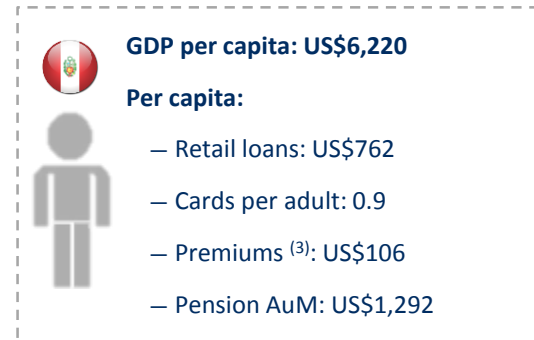 GDP per capita: US$6,220
Per capita:
— Retail loans: US$762
— Cards per adult: 0.9
— Premiums (3): US$106
— Pension AuM: US$1,292